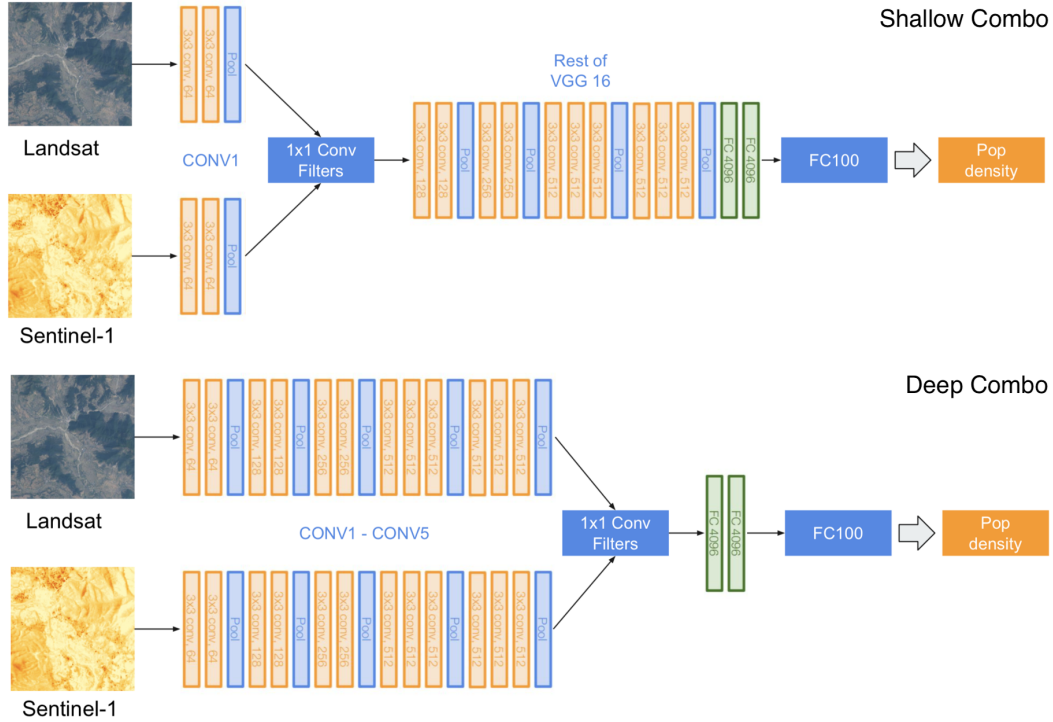 Shallow Combo
Landsat
3x3 conv, 64
3x3 conv, 64
Pool
CONV1
Sentinel-1
3x3 conv, 64
3x3 conv, 64
Pool
1x1 Conv
Filters
Rest of
VGG 16
3x3 conv, 128
3x3 conv, 128
Pool
3x3 conv, 256
3x3 conv, 256
Pool
3x3 conv, 512
3x3 conv, 512
3x3 conv, 512
Pool
3x3 conv, 512
3x3 conv, 512
3x3 conv, 512
Pool
FC 4096
FC 4096
FC100
Pop
density
Deep Combo
Landsat
3x3 conv, 64
3x3 conv, 64
Pool
3x3 conv, 128
3x3 conv, 128
Pool
3x3 conv, 256
3x3 conv, 256
Pool
3x3 conv, 512
3x3 conv, 512
3x3 conv, 512
Pool
3x3 conv, 512
3x3 conv, 512
3x3 conv, 512
Pool
CONV1 - CONV5
Sentinel-1
3x3 conv, 64
3x3 conv, 64
Pool
3x3 conv, 128
3x3 conv, 128
Pool
3x3 conv, 256
3x3 conv, 256
Pool
3x3 conv, 512
3x3 conv, 512
3x3 conv, 512
Pool
3x3 conv, 512
3x3 conv, 512
3x3 conv, 512
Pool
1x1 Conv
Filters
FC 4096
FC 4096
FC100
Pop
density